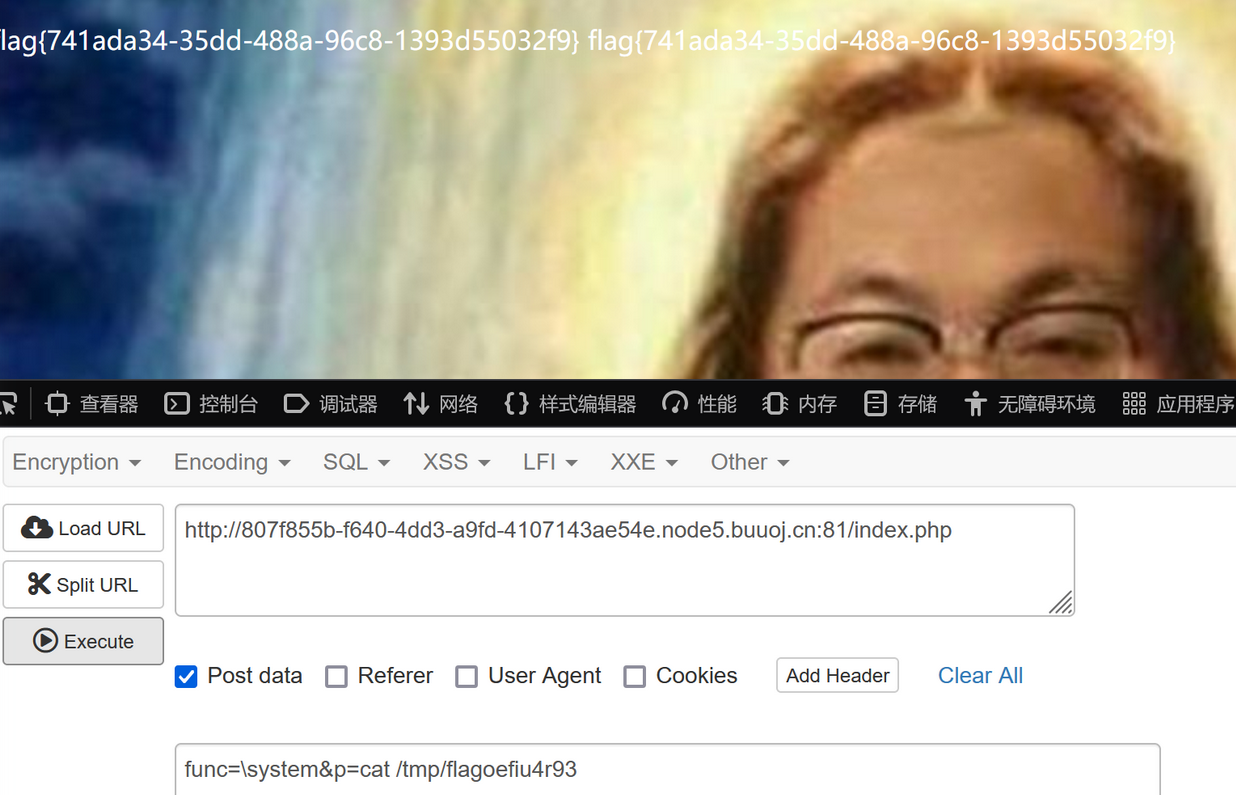 lag{741ada34-35dd-488a-96c8-1393d55032f9} flag{741ada34-35dd-488a-96c8-1393d55032f9}
查看器 控制台 调试器 网络 样式编辑器 性能 内存 存储 无障碍环境 应用程序
Encryption Encoding SQL XSS LFI XXE Other
Load URL http://807f855b-f640-4dd3-a9fd-4107143ae54e.node5.buuoj.cn:81/index.php
Split URL
Execute
Post data Referer User Agent Cookies Add Header Clear All
func=\system&p=cat /tmp/flagoefiu4r93